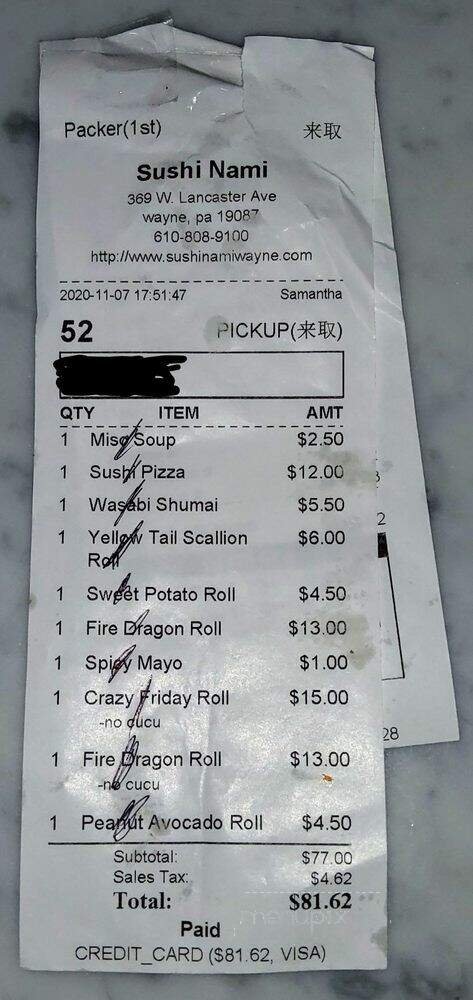 Packer(1st) 来取
Sushi Nami
369 W. Lancaster Ave
wayne, pa 19087
610-808-9100
http://www.sushinamiwayne.com
2020-11-07 17:51:47 Samantha
52 PICKUP(来取)
QTY ITEM AMT
1 Miso Soup $2.50
1 Sushi Pizza $12.00
1 Wasabi Shumai $5.50
1 Yellow Tail Scallion $6.00
Roll
1 Sweet Potato Roll $4.50
1 Fire Dragon Roll $13.00
1 Spicy Mayo $1.00
1 Crazy Friday Roll $15.00
-no cucu
1 Fire Dragon Roll $13.00
-no cucu
1 Peanut Avocado Roll $4.50
Subtotal: $77.00
Sales Tax: $4.62
Total: $81.62
Paid
CREDIT_CARD ($81.62, VISA)
2
28